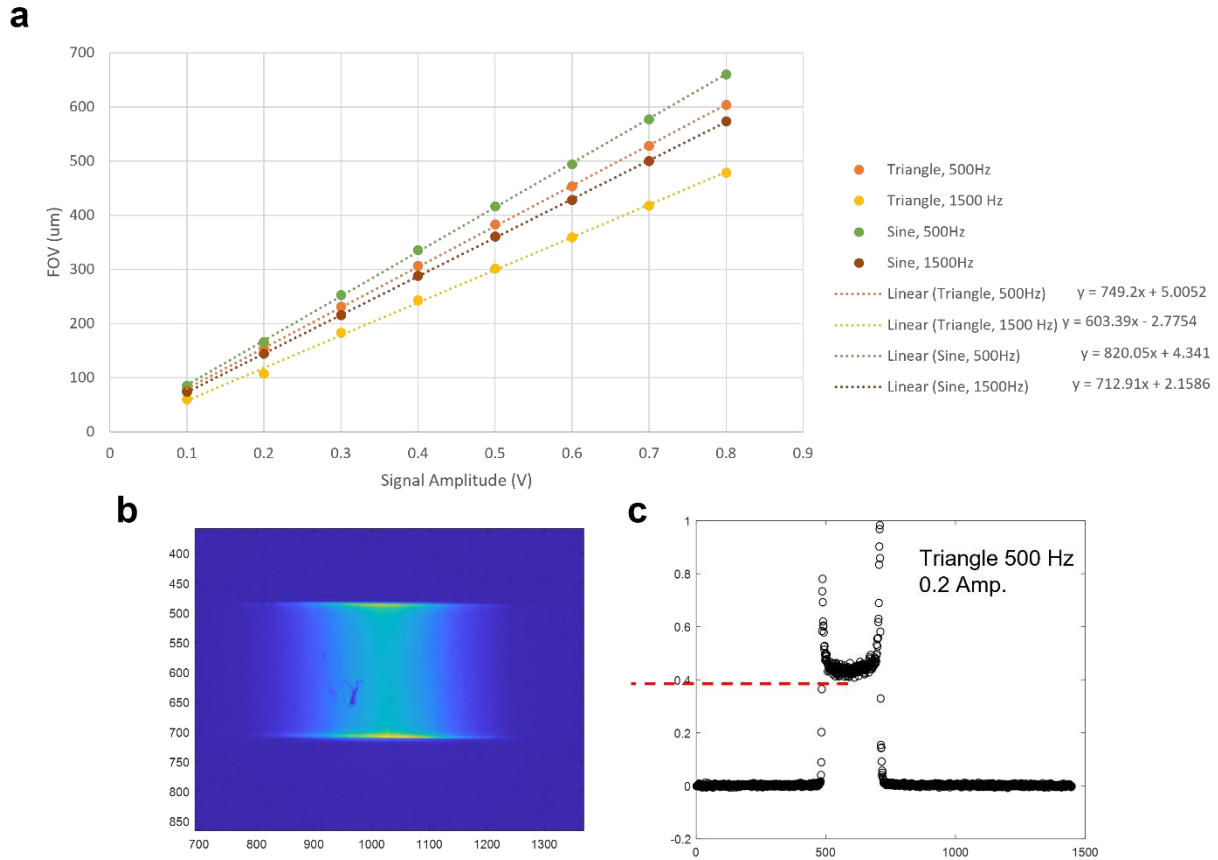 a
700
600
500
400
300
200
100
0
FOV (um)
0 0.1 0.2 0.3 0.4 0.5 0.6 0.7 0.8 0.9
Signal Amplitude (V)
Triangle, 500Hz
Triangle, 1500 Hz
Sine, 500Hz
Sine, 1500Hz
Linear (Triangle, 500Hz) y = 749.2x + 5.0052
Linear (Triangle, 1500 Hz) y = 603.39x - 2.7754
Linear (Sine, 500Hz) y = 820.05x + 4.341
Linear (Sine, 1500Hz) y = 712.91x + 2.1586
b
400
450
500
550
600
650
700
750
800
850
700 800 900 1000 1100 1200 1300
c
1
0.8
0.6
0.4
0.2
0
-0.2
0 500 1000 1500
Triangle 500 Hz
0.2 Amp.